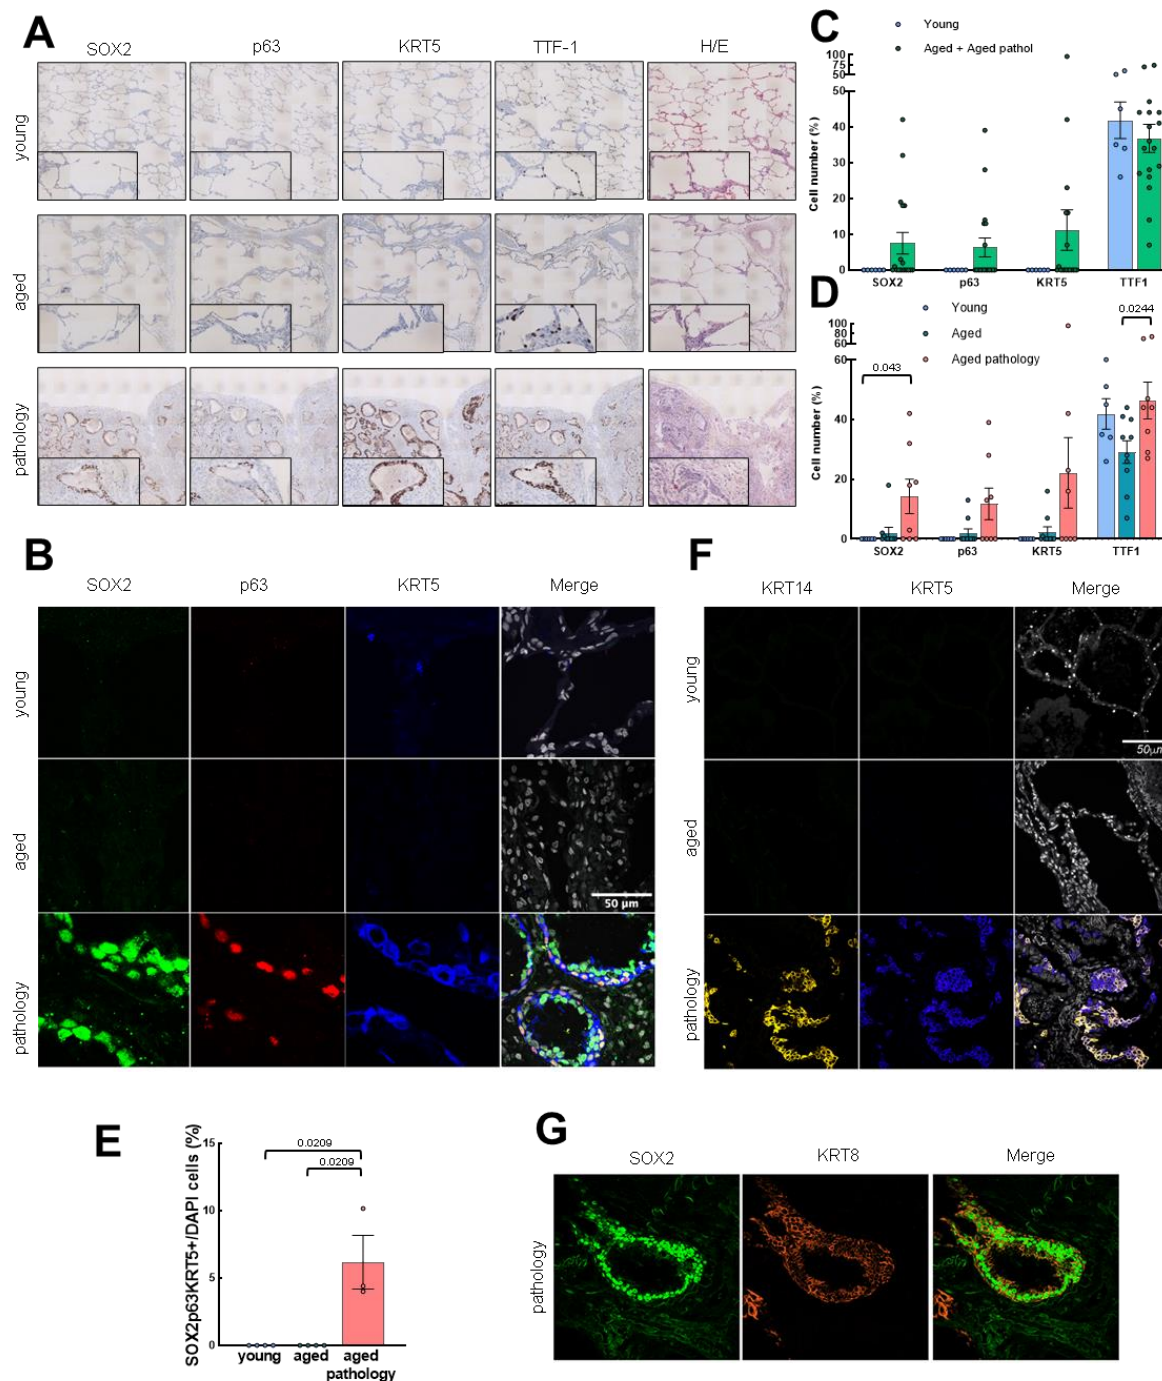 A
SOX2 p63 KRT5 TTF-1 H/E
young
aged
pathology
B
SOX2 p63 KRT5 Merge
young
aged
50 µm
pathology
C
Young
Aged + Aged pathol
Cell number (%)
100
75
50
50
40
30
20
10
0
SOX2 p63 KRT5 TTF1
D
Young
Aged
Aged pathology
0.0244
0.043
Cell number (%)
100
80
60
60
40
20
0
SOX2 p63 KRT5 TTF1
F
KRT14 KRT5 Merge
young
50µm
aged
pathology
E
SOX2p63KRT5+/DAPI cells (%)
15
10
5
0
0.0209
0.0209
young aged aged
pathology
G
SOX2 KRT8 Merge
pathology